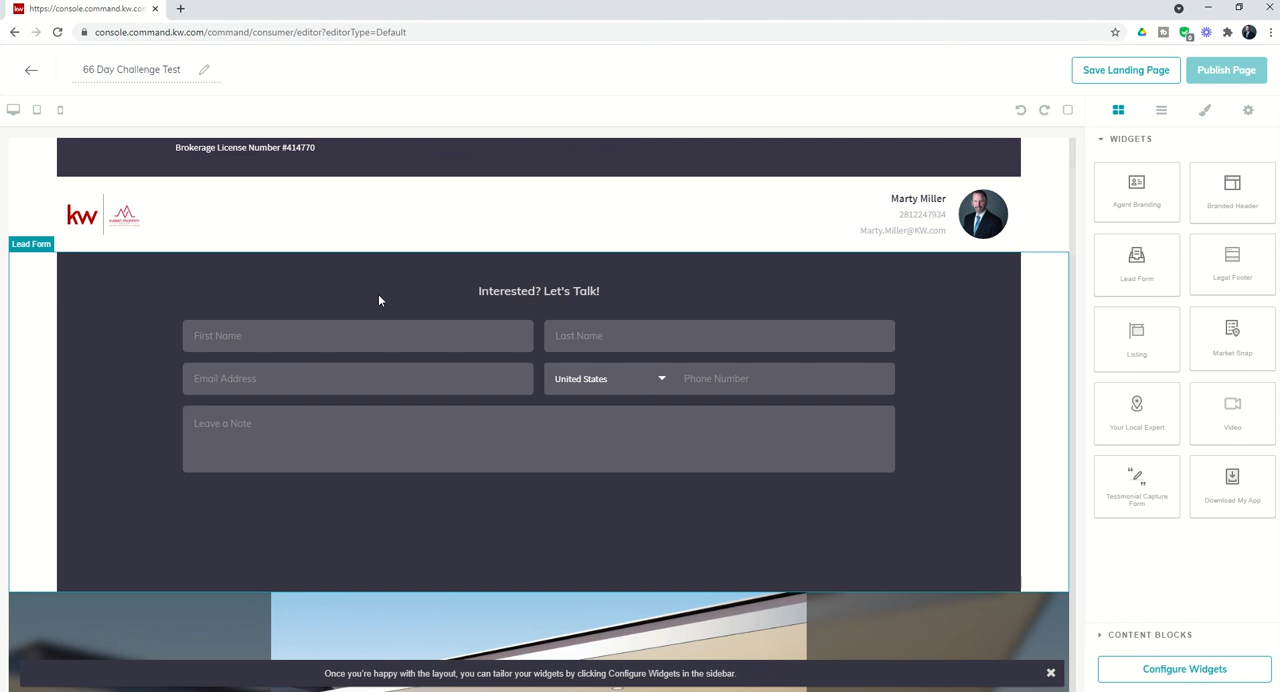 kw
https://console.command.kw.co
console.command.kw.com/command/consumer/editor?editorType=Default
66 Day Challenge Test
Save Landing Page
Publish Page
Brokerage License Number #414770
kw
Marty Miller
2812247934
Marty.Miller@KW.com
Lead Form
Interested? Let's Talk!
First Name
Last Name
Email Address
United States
Phone Number
Leave a Note
Once you're happy with the layout, you can tailor your widgets by clicking Configure Widgets in the sidebar.
WIDGETS
Agent Branding
Branded Header
Lead Form
Legal Footer
Listing
Market Snap
Your Local Expert
Video
Testimonial Capture
Form
Download My App
CONTENT BLOCKS
Configure Widgets